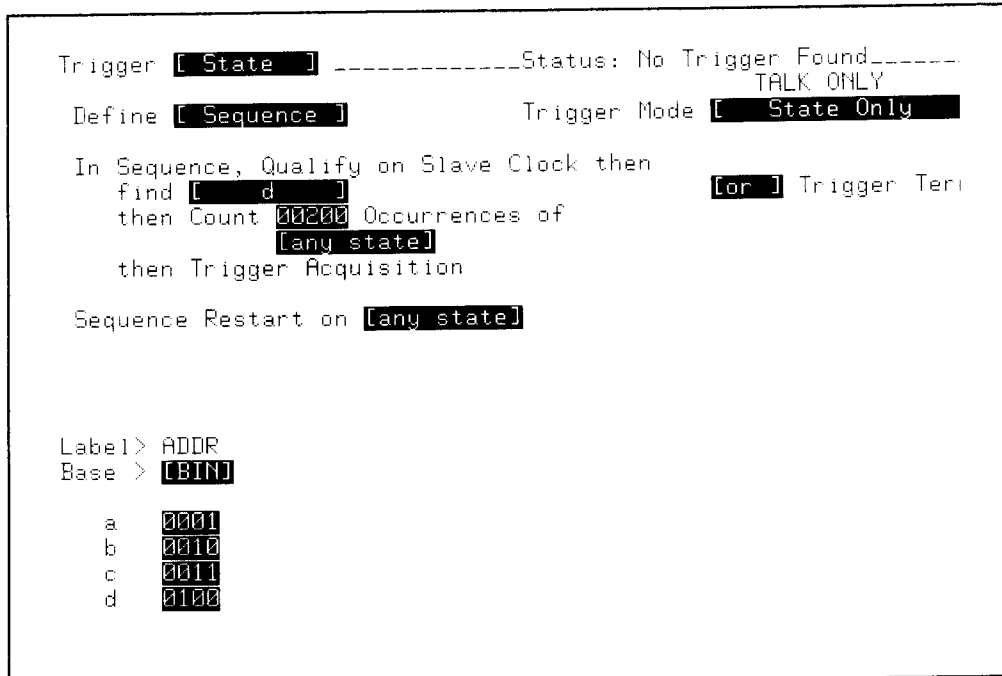 Trigger [ State ] _____________Status: No Trigger Found______
TALK ONLY
Define [ Sequence ] Trigger Mode [ State Only
In Sequence, Qualify on Slave Clock then
find [ d ] [or ] Trigger
then Count 00200 Occurrences of
[any state]
then Trigger Acquisition
Sequence Restart on [any state]
Label> ADDR
Base > [BIN]
a 0001
b 0010
c 0011
d 0100